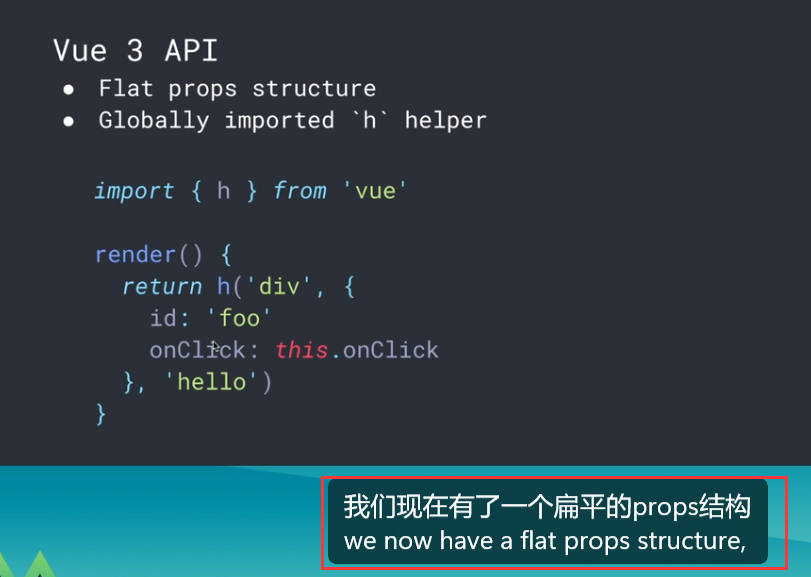 Vue 3 API
● Flat props structure
● Globally imported `h` helper
import { h } from 'vue'
render() {
return h('div', {
id: 'foo'
onClick: this.onClick
}, 'hello')
}
我们现在有了一个扁平的props结构
we now have a flat props structure,